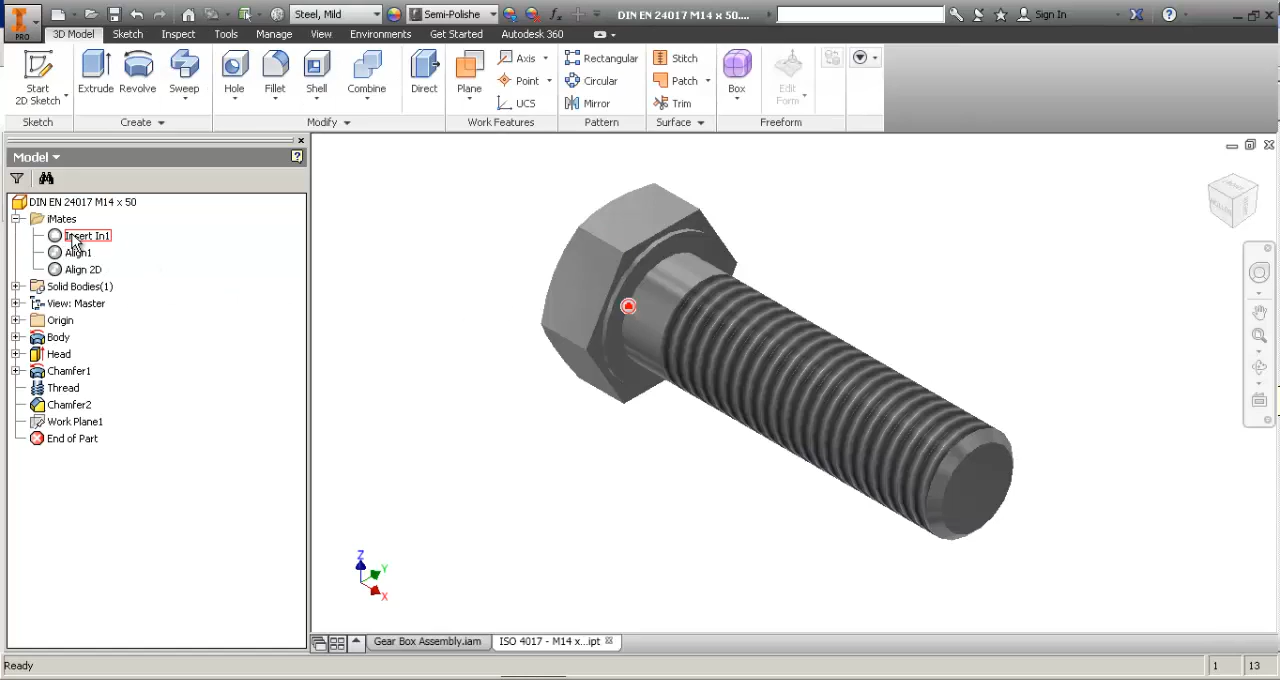 Steel, Mild
Semi-Polishe
DIN EN 24017 M14 x 50....
Sign In
PRO
3D Model
Sketch
Inspect
Tools
Manage
View
Environments
Get Started
Autodesk 360
Start
2D Sketch
Extrude
Revolve
Sweep
Hole
Fillet
Shell
Combine
Direct
Plane
Axis
Point
UCS
Rectangular
Circular
Mirror
Stitch
Patch
Trim
Box
Edit
Form
Sketch
Create
Modify
Work Features
Pattern
Surface
Freeform
Model
DIN EN 24017 M14 x 50
iMates
Insert In1
Align1
Align 2D
Solid Bodies(1)
View: Master
Origin
Body
Head
Chamfer1
Thread
Chamfer2
Work Plane1
End of Part
Z
Y
X
Gear Box Assembly.iam
ISO 4017 - M14 x...ipt
Ready
1
13